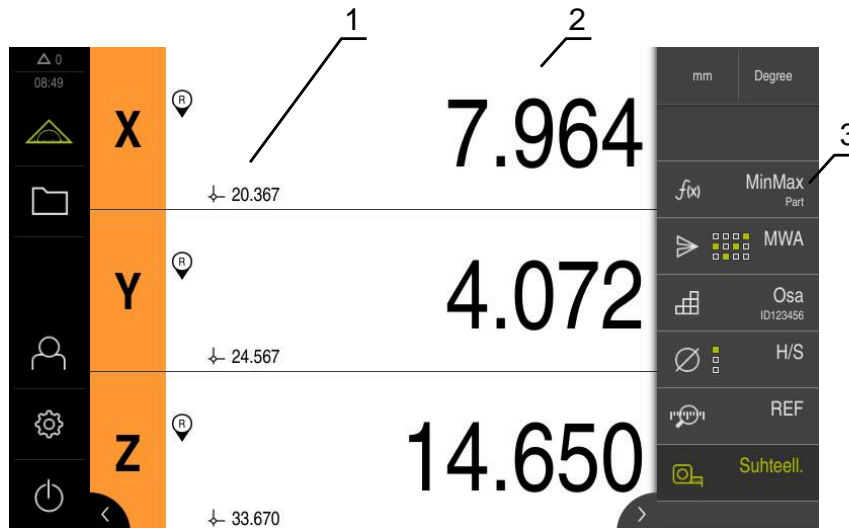 1
2
3
0
08:49
X
R
7.964
20.367
Y
R
4.072
24.567
Z
R
14.650
33.670
mm
Degree
f(x)
MinMax
Part
MWA
Osa
ID123456
H/S
REF
Suhteell.